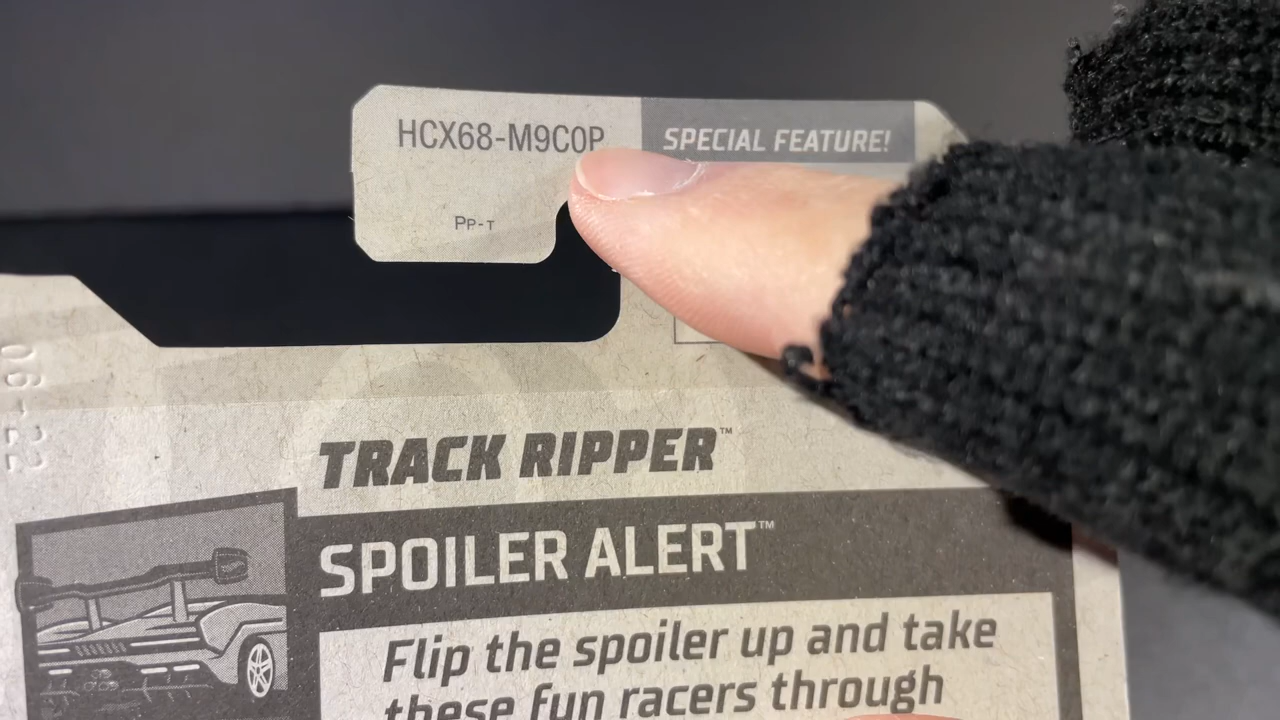 HCX68-M9C0P
SPECIAL FEATURE!
Pp-T
06-22
TRACK RIPPER™
SPOILER ALERT™
Flip the spoiler up and take
these fun racers through